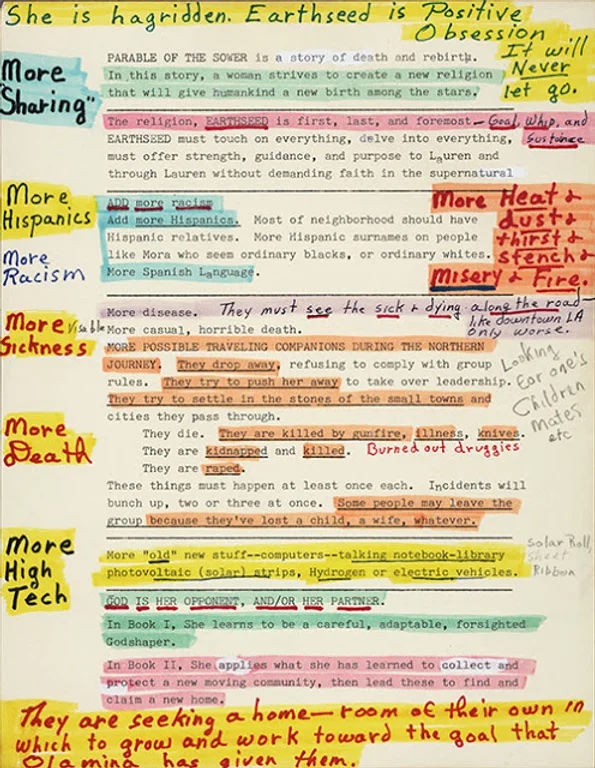 She is hagridden. Earthseed is Positive
Obsession
It will
Never
let go.
More
"Sharing"
PARABLE OF THE SOWER is a story of death and rebirth.
In this story, a woman strives to create a new religion
that will give humankind a new birth among the stars.
The religion, EARTHSEED is first, last, and foremost—Goal, Whip, and
Sustance
EARTHSEED must touch on everything, delve into everything,
must offer strength, guidance, and purpose to Lauren and
through Lauren without demanding faith in the supernatural
More
Hispanics
More
Racism
ADD more racism
Add more Hispanics. Most of neighborhood should have
Hispanic relatives. More Hispanic surnames on people
like Mora who seem ordinary blacks, or ordinary whites.
More Spanish Language.
More Heat &
dust &
thirst &
stench &
misery & Fire.
More Visable
Sickness
More disease. They must see the sick & dying along the road—
like downtown LA
only worse.
More casual, horrible death.
MORE POSSIBLE TRAVELING COMPANIONS DURING THE NORTHERN
JOURNEY. They drop away, refusing to comply with group
rules. They try to push her away to take over leadership.
They try to settle in the stones of the small towns and
cities they pass through.
Looking
For one's
Children
Mates
etc
More
Death
They die. They are killed by gunfire, illness, knives.
They are kidnapped and killed. Burned out druggies
They are raped.
These things must happen at least once each. Incidents will
bunch up, two or three at once. Some people may leave the
group because they've lost a child, a wife, whatever.
More
High
Tech
More "old" new stuff--computers--talking notebook-library
photovoltaic (solar) strips, Hydrogen or electric vehicles.
Solar Roll,
Sheet
Ribbon
GOD IS HER OPPONENT, AND/OR HER PARTNER.
In Book I, She learns to be a careful, adaptable, forsighted
Godshaper.
In Book II, She applies what she has learned to collect and
protect a new moving community, then lead these to find and
claim a new home.
They are seeking a home—room of their own in
which to grow and work toward the goal that
Olamina has given them.